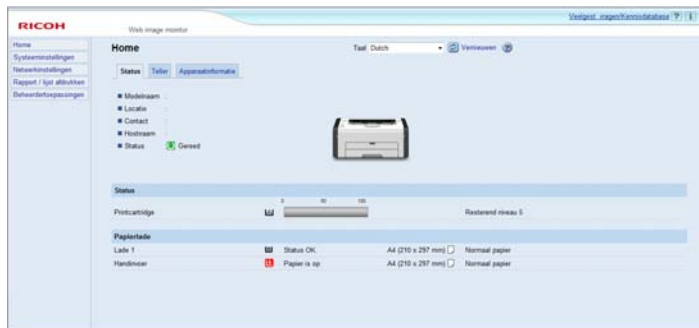 Veelgest. vragen/Kennisdatabase ?
RICOH
Web image monitor
Home
Systeeminstellingen
Netwerkinstellingen
Rapport / lijst afdrukken
Beheerdertoepassingen
Home
Taal Dutch Vernieuwen ?
Status Teller Apparaatinformatie
Modelnaam :
Locatie :
Contact :
Hostnaam :
Status Gereed
Status
0 50 100
Printcartridge Resterend niveau 5
Papierlade
Lade 1 Status OK. A4 (210 x 297 mm) Normaal papier
Handinvoer Papier is op A4 (210 x 297 mm) Normaal papier